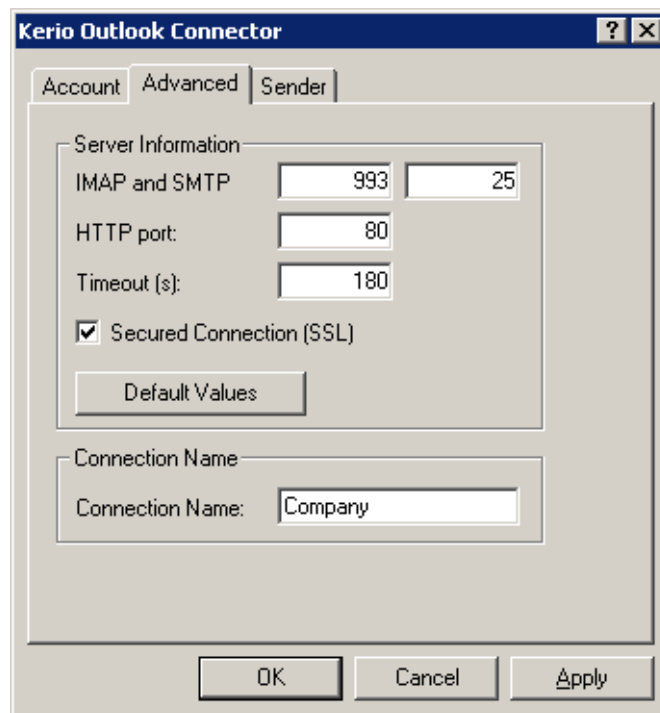 Kerio Outlook Connector
Account Advanced Sender
Server Information
IMAP and SMTP 993 25
HTTP port: 80
Timeout (s): 180
Secured Connection (SSL)
Default Values
Connection Name
Connection Name: Company
OK Cancel Apply